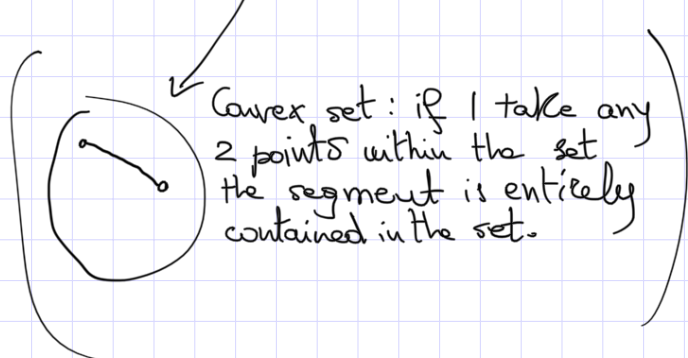 Convex set: if I take any
2 points within the set
the segment is entirely
contained in the set.